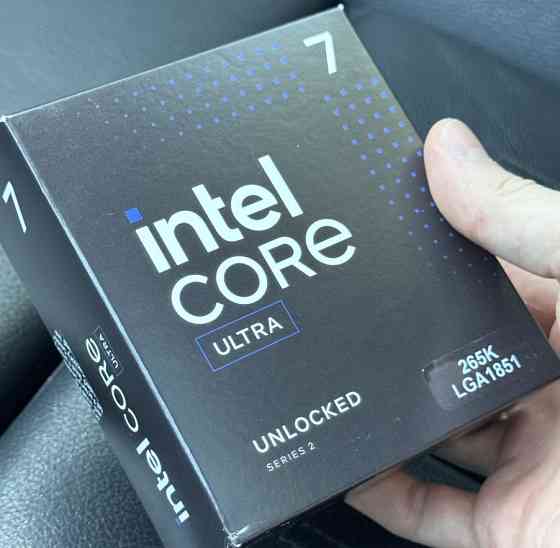 7
intel
CORE
ULTRA
UNLOCKED
SERIES 2
265K
LGA1851
7
intel CORE
ULTRA